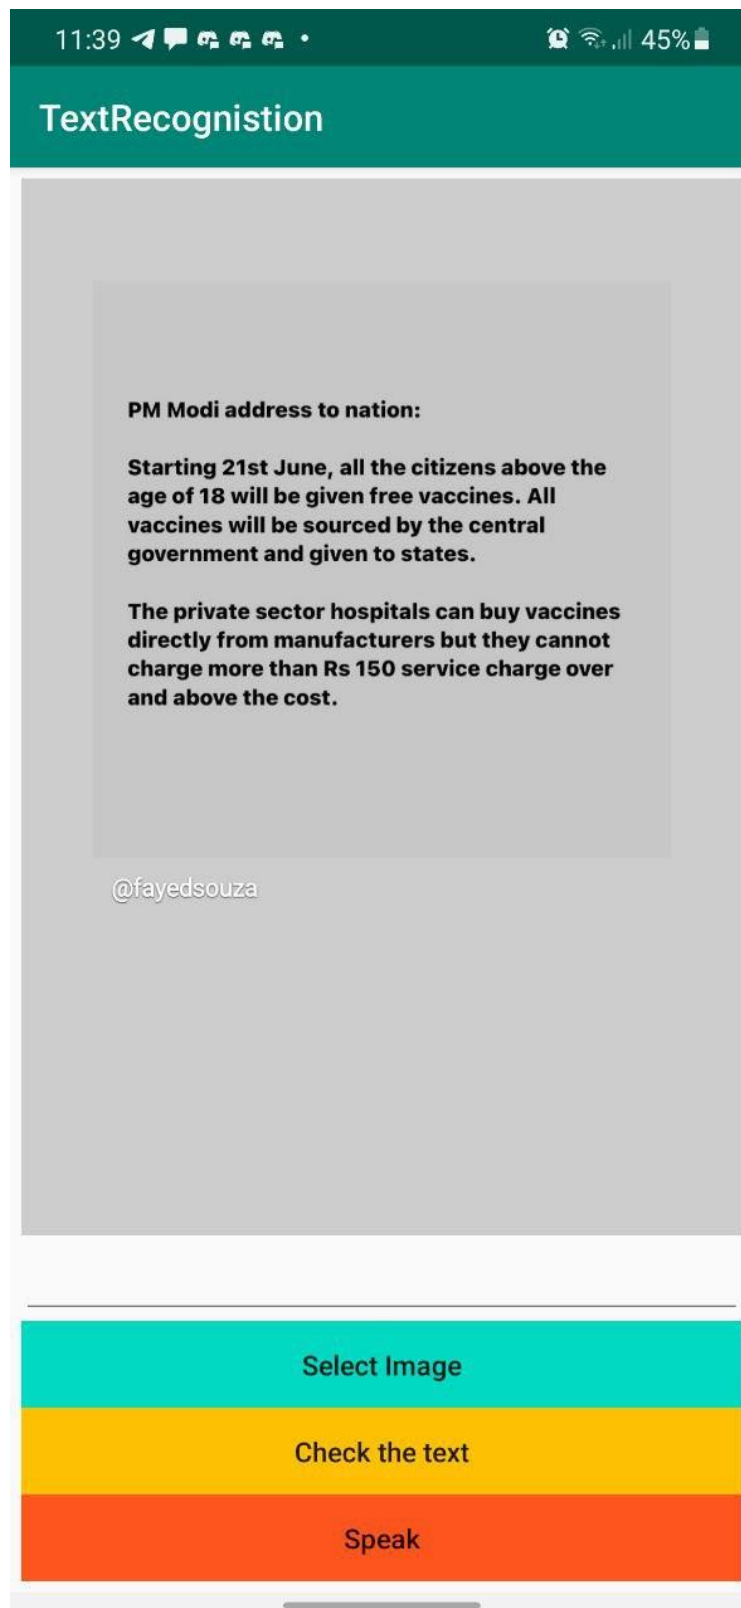 11:39 45%
TextRecognistion
PM Modi address to nation:
Starting 21st June, all the citizens above the
age of 18 will be given free vaccines. All
vaccines will be sourced by the central
government and given to states.
The private sector hospitals can buy vaccines
directly from manufacturers but they cannot
charge more than Rs 150 service charge over
and above the cost.
@fayedsouza
Select Image
Check the text
Speak